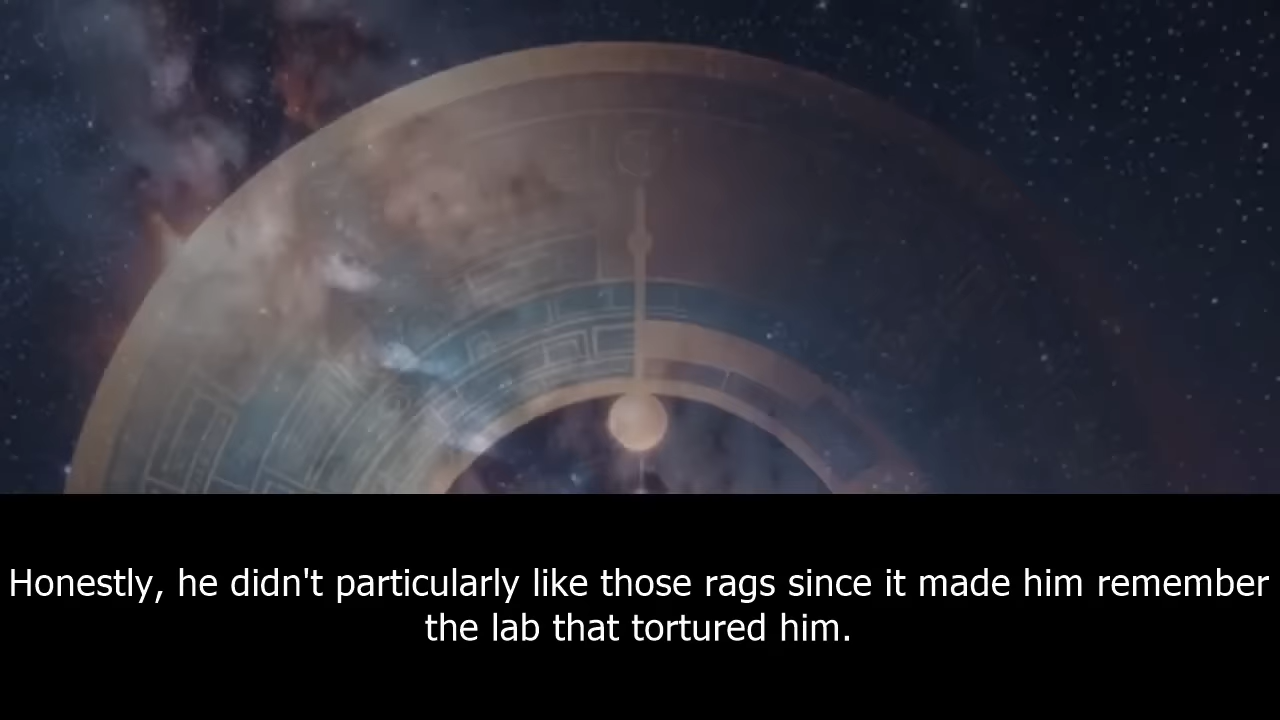 Honestly, he didn't particularly like those rags since it made him remember
the lab that tortured him.